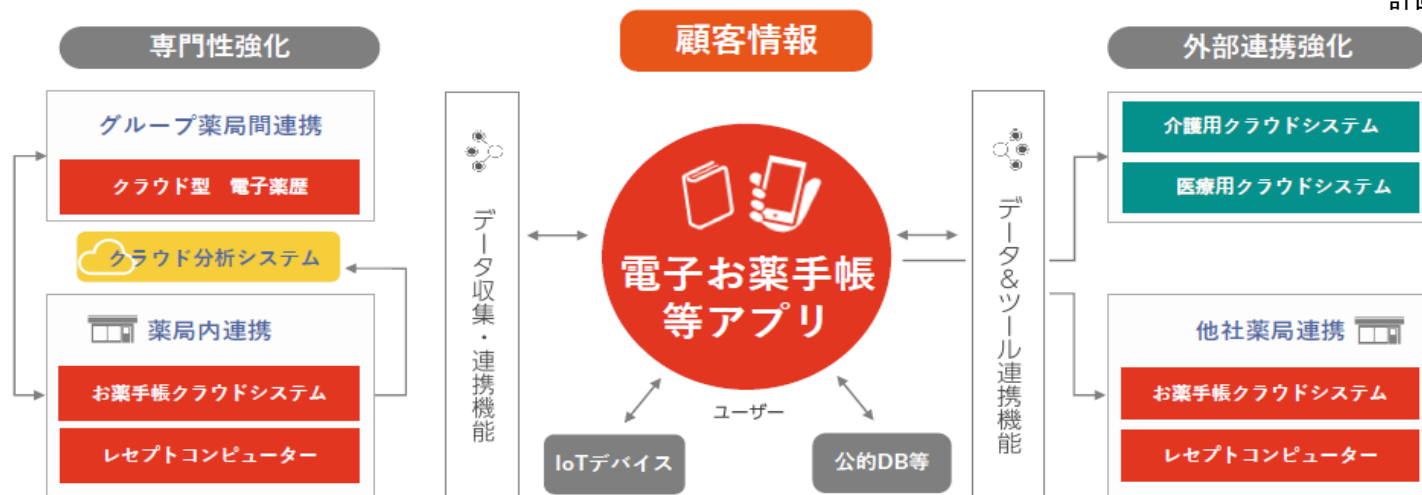 専門性強化
グループ薬局間連携
クラウド型 電子薬歴
クラウド分析システム
薬局内連携
お薬手帳クラウドシステム
レセプトコンピューター
データ収集・連携機能
顧客情報
電子お薬手帳
等アプリ
ユーザー
IoTデバイス
公的DB等
データ&ツール連携機能
外部連携強化
介護用クラウドシステム
医療用クラウドシステム
他社薬局連携
お薬手帳クラウドシステム
レセプトコンピューター